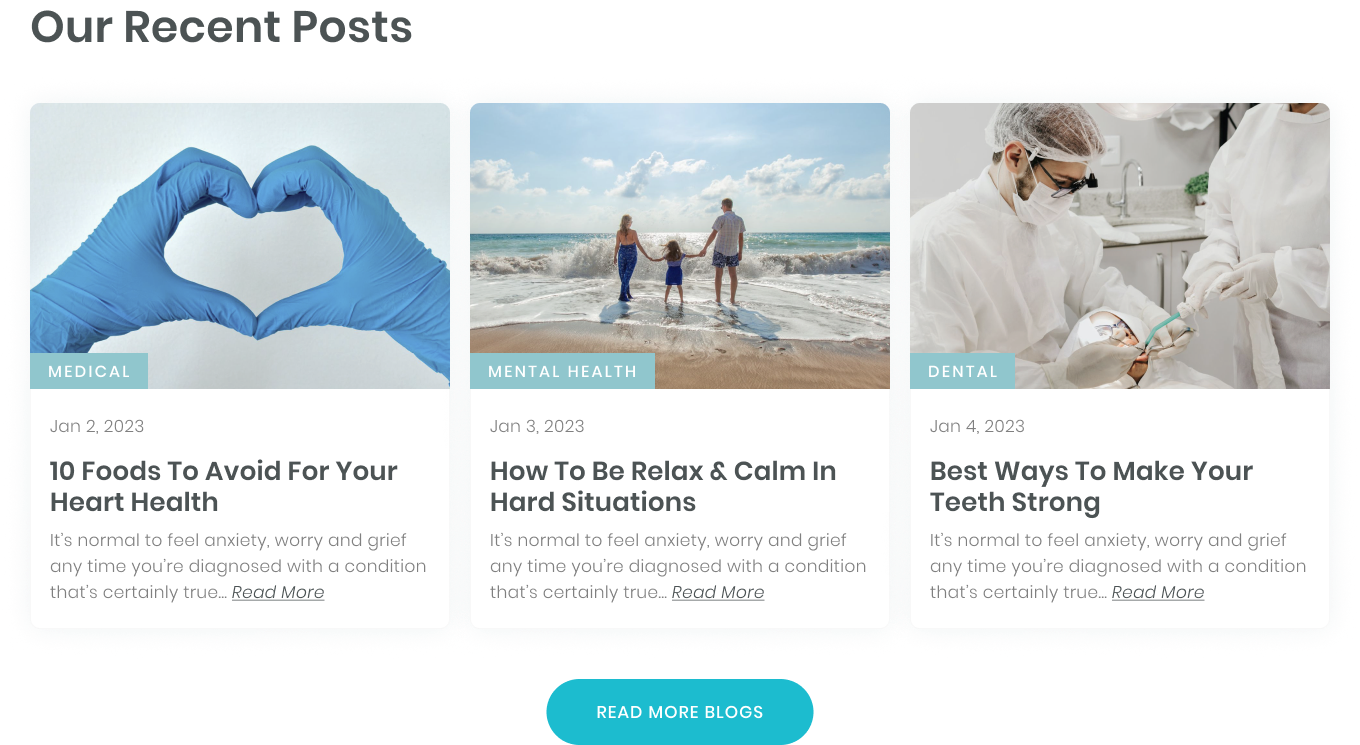 Our Recent Posts
MEDICAL
Jan 2, 2023
10 Foods To Avoid For Your
Heart Health
It's normal to feel anxiety, worry and grief
any time you're diagnosed with a condition
that's certainly true... Read More
MENTAL HEALTH
Jan 3, 2023
How To Be Relax & Calm In
Hard Situations
It's normal to feel anxiety, worry and grief
any time you're diagnosed with a condition
that's certainly true... Read More
DENTAL
Jan 4, 2023
Best Ways To Make Your
Teeth Strong
It's normal to feel anxiety, worry and grief
any time you're diagnosed with a condition
that's certainly true... Read More
READ MORE BLOGS